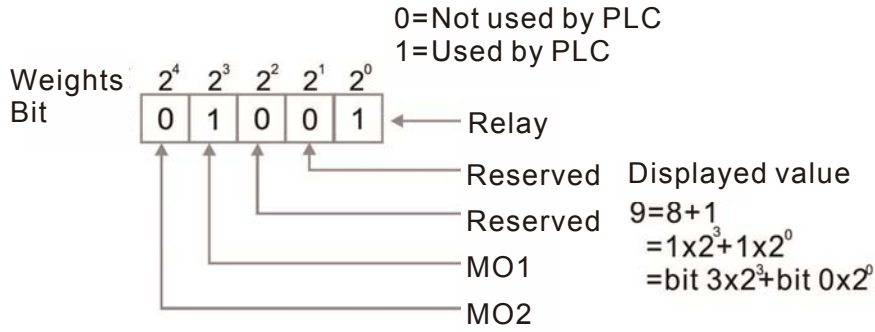 0=Not used by PLC
1=Used by PLC
Weights 2⁴ 2³ 2² 2¹ 2⁰
Bit 0 1 0 0 1 Relay
Reserved Displayed value
Reserved 9=8+1
=1x2³+1x2⁰
MO1 =bit 3x2³+bit 0x2⁰
MO2